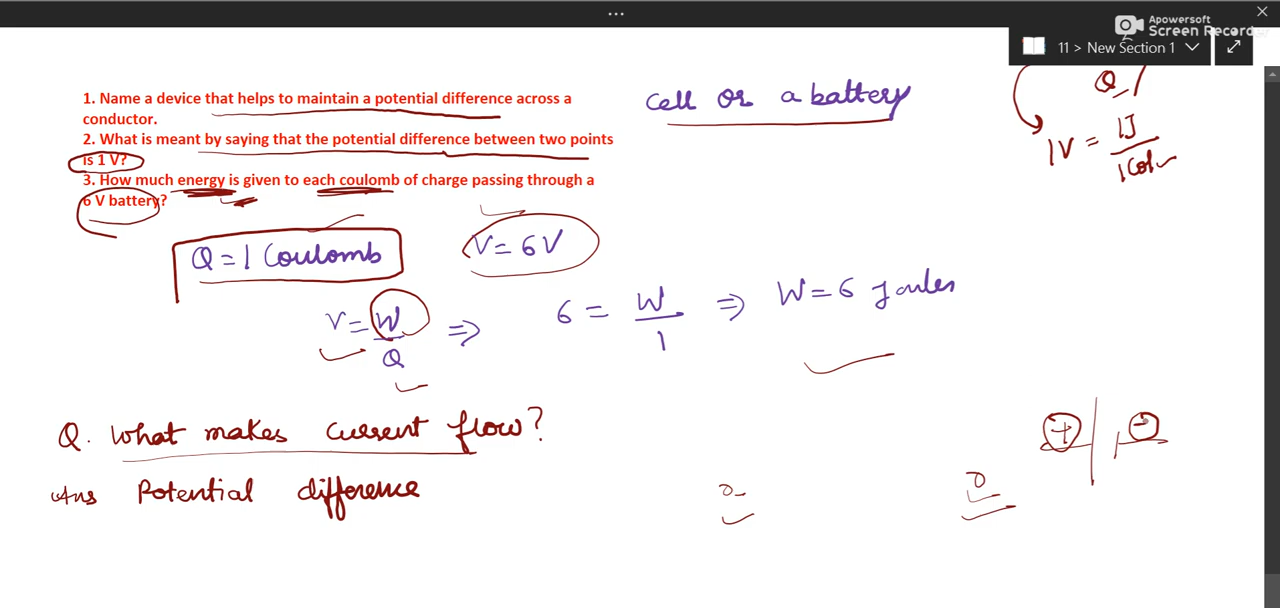 ...
Apowersoft
Screen Recorder
11 > New Section 1
1. Name a device that helps to maintain a potential difference across a
conductor.
cell or a battery
2. What is meant by saying that the potential difference between two points
is 1 V?
1V = 1J
3. How much energy is given to each coulomb of charge passing through a
6 V battery?
Q = 1 Coulomb
V = 6V
V = W/Q ⇒ 6 = W/1 ⇒ W = 6 Joules
Q. What makes current flow?
+ -
Ans Potential difference